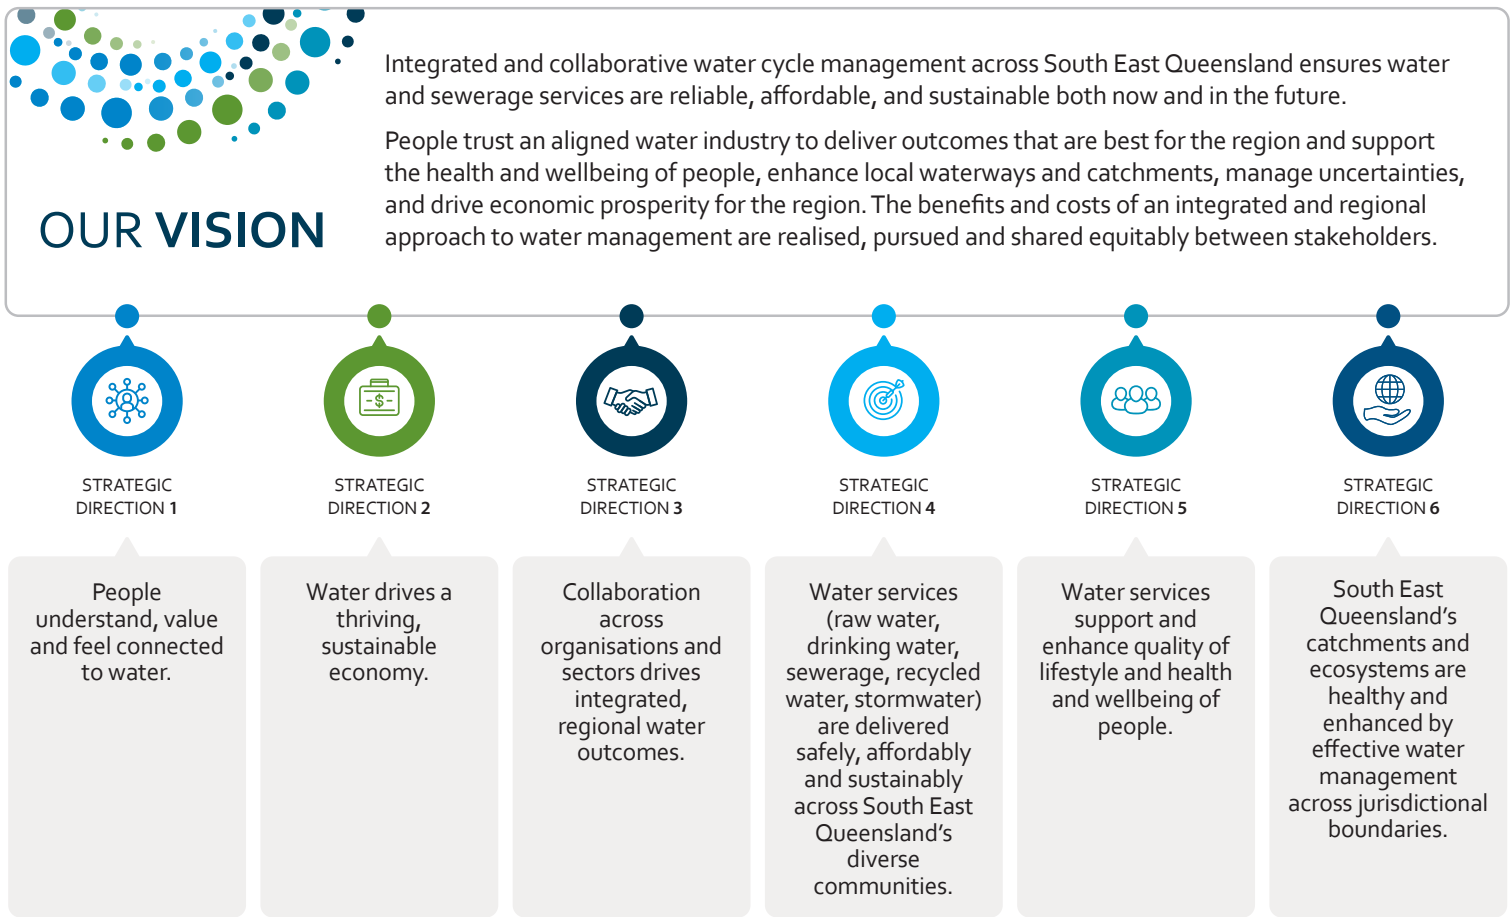 Integrated and collaborative water cycle management across South East Queensland ensures water
and sewerage services are reliable, affordable, and sustainable both now and in the future.
People trust an aligned water industry to deliver outcomes that are best for the region and support
the health and wellbeing of people, enhance local waterways and catchments, manage uncertainties,
and drive economic prosperity for the region. The benefits and costs of an integrated and regional
approach to water management are realised, pursued and shared equitably between stakeholders.
OUR VISION
$
STRATEGIC
DIRECTION 1
People
understand, value
and feel connected
to water.
STRATEGIC
DIRECTION 2
Water drives a
thriving,
sustainable
economy.
STRATEGIC
DIRECTION 3
Collaboration
across
organisations and
sectors drives
integrated,
regional water
outcomes.
STRATEGIC
DIRECTION 4
Water services
(raw water,
drinking water,
sewerage, recycled
water, stormwater)
are delivered
safely, affordably
and sustainably
across South East
Queensland's
diverse
communities.
STRATEGIC
DIRECTION 5
Water services
support and
enhance quality of
lifestyle and health
and wellbeing of
people.
STRATEGIC
DIRECTION 6
South East
Queensland's
catchments and
ecosystems are
healthy and
enhanced by
effective water
management
across jurisdictional
boundaries.